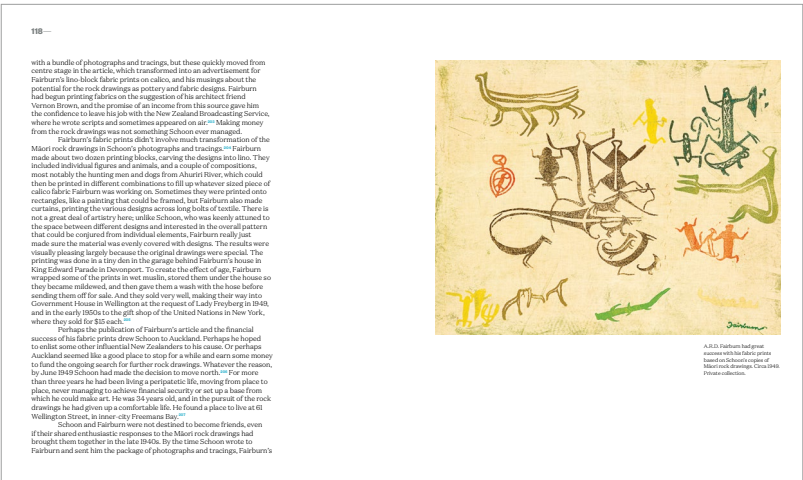 118—
with a bundle of photographs and tracings, but these quickly moved from
centre stage in the article, which transformed into an advertisement for
Fairburn's lino-block fabric prints on calico, and his musings about the
potential for the rock drawings as pottery and fabric designs. Fairburn
had begun printing fabrics on the suggestion of his architect friend
Vernon Brown, and the promise of an income from this source gave him
the confidence to leave his job with the New Zealand Broadcasting Service,
where he wrote scripts and sometimes appeared on air. Making money
from the rock drawings was not something Schoon ever managed.
Fairburn's fabric prints didn't involve much transformation of the
Māori rock drawings in Schoon's photographs and tracings. Fairburn
made about two dozen printing blocks, carving the designs into lino. They
included individual figures and animals, and a couple of compositions,
most notably the hunting men and dogs from Ahuriri River, which could
then be printed in different combinations to fill up whatever sized piece of
calico fabric Fairburn was working on. Sometimes they were printed onto
rectangles, like a painting that could be framed, but Fairburn also made
curtains, printing the various designs across long bolts of textile. There is
not a great deal of artistry here; unlike Schoon, who was keenly attuned to
the space between different designs and interested in the overall pattern
that could be conjured from individual elements, Fairburn really just
made sure the material was evenly covered with designs. The results were
visually pleasing largely because the original drawings were special. The
printing was done in a tiny den in the garage behind Fairburn's house in
King Edward Parade in Devonport. To create the effect of age, Fairburn
wrapped some of the prints in wet muslin, stored them under the house so
they became mildewed, and then gave them a wash with the hose before
sending them off for sale. And they sold very well, making their way into
Government House in Wellington at the request of Lady Freyberg in 1949,
and in the early 1950s to the gift shop of the United Nations in New York,
where they sold for $15 each.
Perhaps the publication of Fairburn's article and the financial
success of his fabric prints drew Schoon to Auckland. Perhaps he hoped
to enlist some other influential New Zealanders to his cause. Or perhaps
Auckland seemed like a good place to stop for a while and earn some money
to fund the ongoing search for further rock drawings. Whatever the reason,
by June 1949 Schoon had made the decision to move north. For more
than three years he had been living a peripatetic life, moving from place to
place, never managing to achieve financial security or set up a base from
which he could make art. He was 34 years old, and in the pursuit of the rock
drawings he had given up a comfortable life. He found a place to live at 61
Wellington Street, in inner-city Freemans Bay.
Schoon and Fairburn were not destined to become friends, even
if their shared enthusiastic responses to the Māori rock drawings had
brought them together in the late 1940s. By the time Schoon wrote to
Fairburn and sent him the package of photographs and tracings, Fairburn's
Fairburn
A.R.D. Fairburn had great
success with his fabric prints
based on Schoon's copies of
Māori rock drawings. Circa 1949.
Private collection.